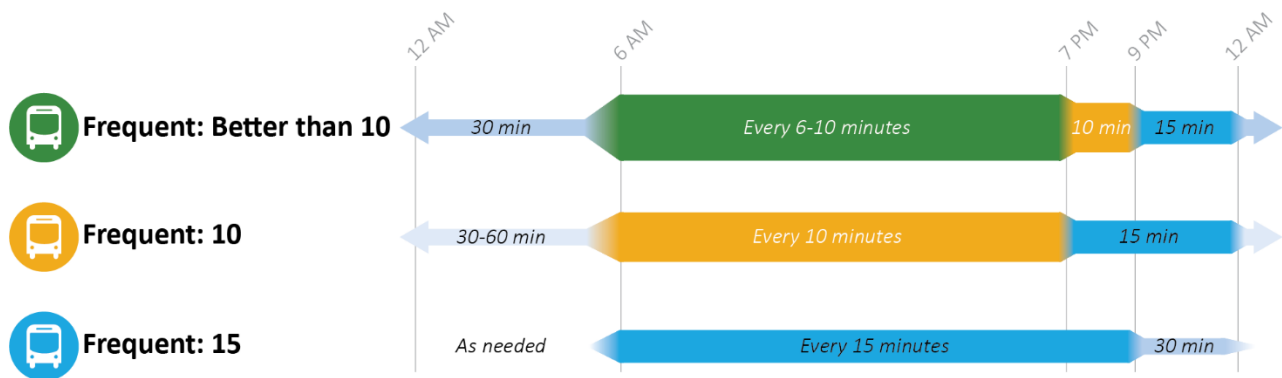 12 AM
6 AM
7 PM
9 PM
12 AM
Frequent: Better than 10
30 min
Every 6-10 minutes
10 min
15 min
Frequent: 10
30-60 min
Every 10 minutes
15 min
Frequent: 15
As needed
Every 15 minutes
30 min